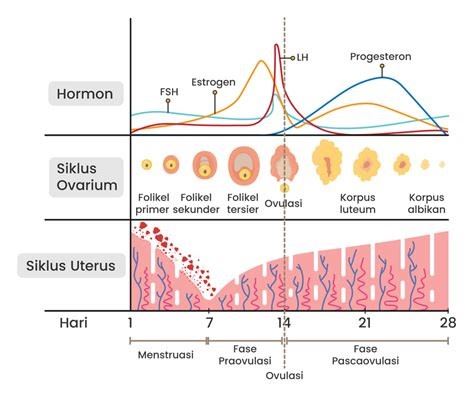 Hormon
FSH
Estrogen
LH
Progesteron
Siklus
Ovarium
Folikel
primer
Folikel
sekunder
Folikel
tersier
Ovulasi
Korpus
luteum
Korpus
albikan
Siklus Uterus
Hari
1
7
14
21
28
Menstruasi
Fase
Praovulasi
Fase
Pascaovulasi
Ovulasi